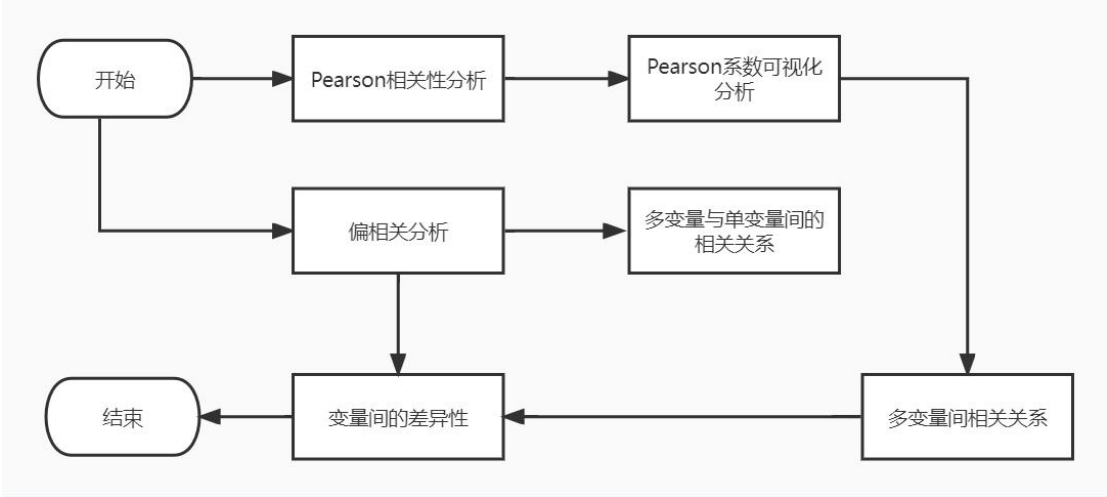 开始
Pearson相关性分析
Pearson系数可视化
分析
偏相关分析
多变量与单变量间的
相关关系
结束
变量间的差异性
多变量间相关关系